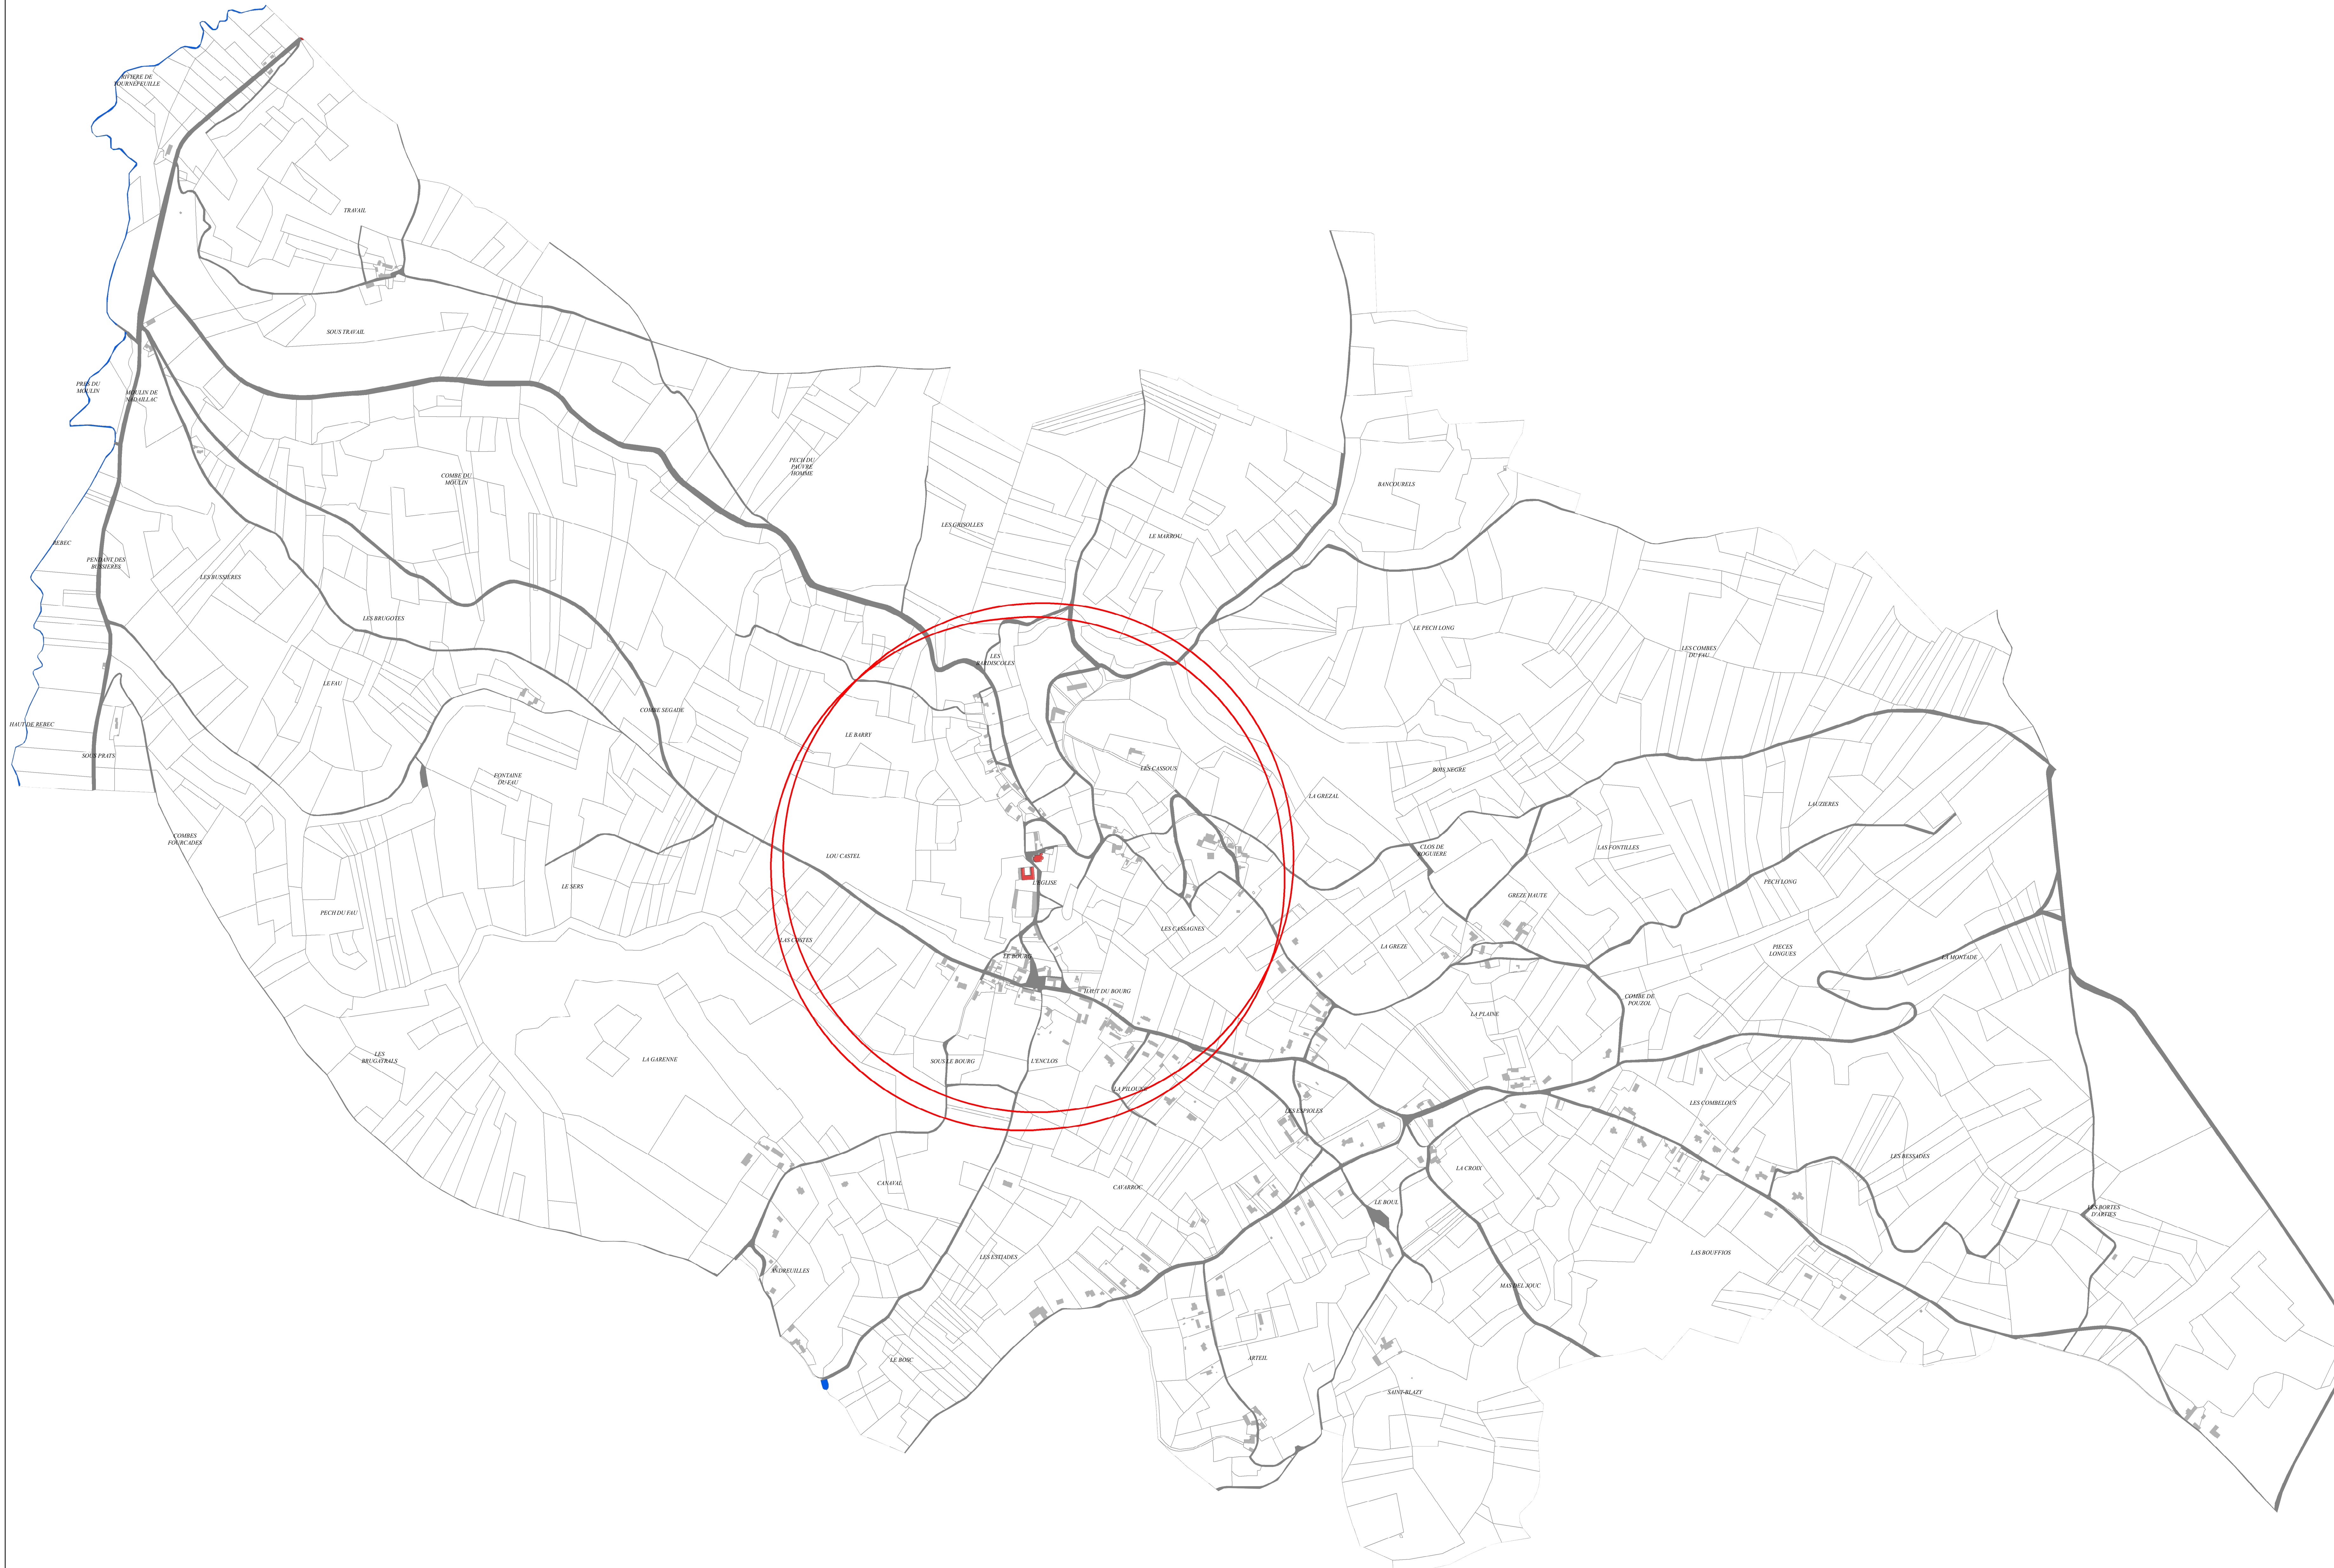 RIVIERE DE
TOURNEFEUILLE
TRAVAIL
SOUS TRAVAIL
PRES DU
MOULIN
MOULIN DE
NADAILLAC
PECH DU
PAUVRE
HOMME
COMBE DU
MOULIN
BANCOURELS
LES GRISOLLES
LE MARROU
REBEC
PENDANT DES
BUSSIERES
LES BUSSIERES
LES BRUGOTES
LE PECH LONG
LES COMBES
DU FAU
LES
BARDISCOLES
LE FAU
COMBE SEGADE
HAUT DE REBEC
LE BARRY
SOUS PRATS
LES CASSOUS
BOIS NEGRE
FONTAINE
DU FAU
LA GREZAL
LAUZIERES
COMBES
FOURCADES
LOU CASTEL
CLOS DE
ROGUIERE
LAS FONTILLES
L'EGLISE
PECH LONG
LE SERS
GREZE HAUTE
PECH DU FAU
LES CASSAGNES
LAS COSTES
LA GREZE
PIECES
LONGUES
LE BOURG
LA MONTADE
HAUT DU BOURG
COMBE DE
POUZOL
LA PLAINE
LES
BRUGATRALS
LA GARENNE
SOUS LE BOURG
L'ENCLOS
LA PILOUNE
LES COMBELOUS
LES ESPIOLES
LES BESSADES
LA CROIX
CANAVAL
CAVARROC
LE BOUL
LES BORTES
D'ARTIES
LES ESTIADES
LAS BOUFFIOS
ANDREUILLES
MAS DEL JOUC
LE BOSC
ARTEIL
SAINT-BLAZY